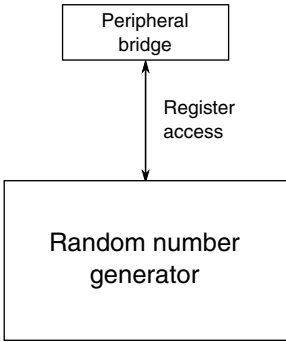 Peripheral
bridge
Register
access
Random number
generator